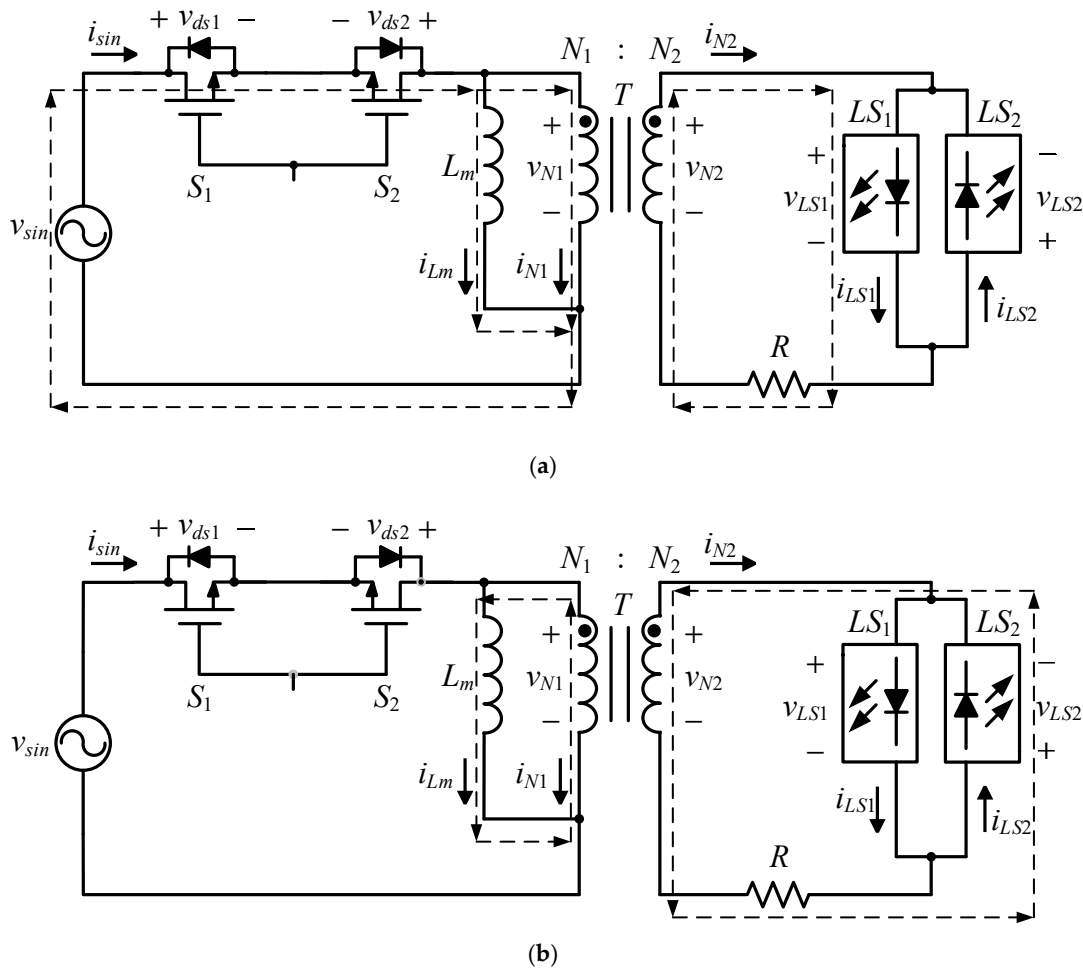 + v_ds1 − − v_ds2 +
i_sin
N_1 : N_2
i_N2
T
LS_1 LS_2
S_1 S_2
L_m
+ v_N1 −
+ v_N2 −
+ v_LS1 −
− v_LS2 +
v_sin
i_Lm i_N1
i_LS1 i_LS2
R
(a)
+ v_ds1 − − v_ds2 +
i_sin
N_1 : N_2
i_N2
T
LS_1 LS_2
S_1 S_2
L_m
+ v_N1 −
+ v_N2 −
+ v_LS1 −
− v_LS2 +
v_sin
i_Lm i_N1
i_LS1 i_LS2
R
(b)